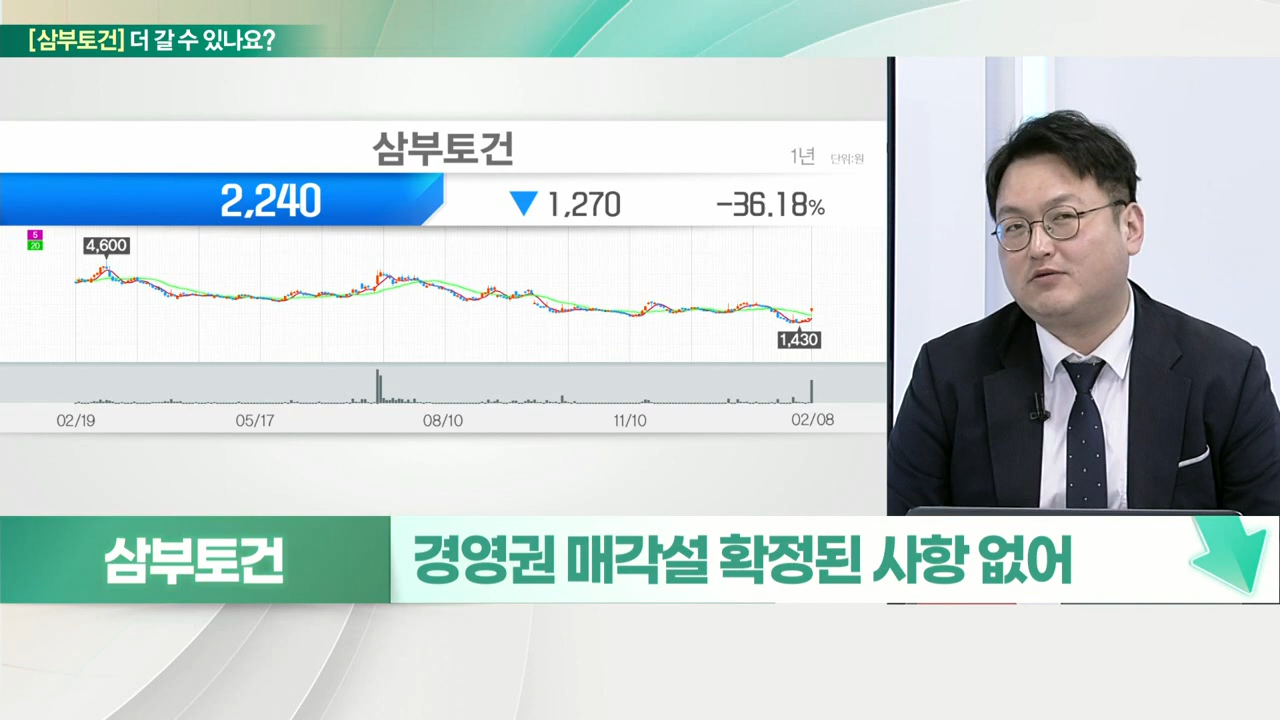 [삼부토건] 더 갈 수 있나요?
삼부토건
1년 단위:원
2,240 ▼ 1,270 -36.18%
5
20
4,600
1,430
02/19 05/17 08/10 11/10 02/08
삼부토건 경영권 매각설 확정된 사항 없어